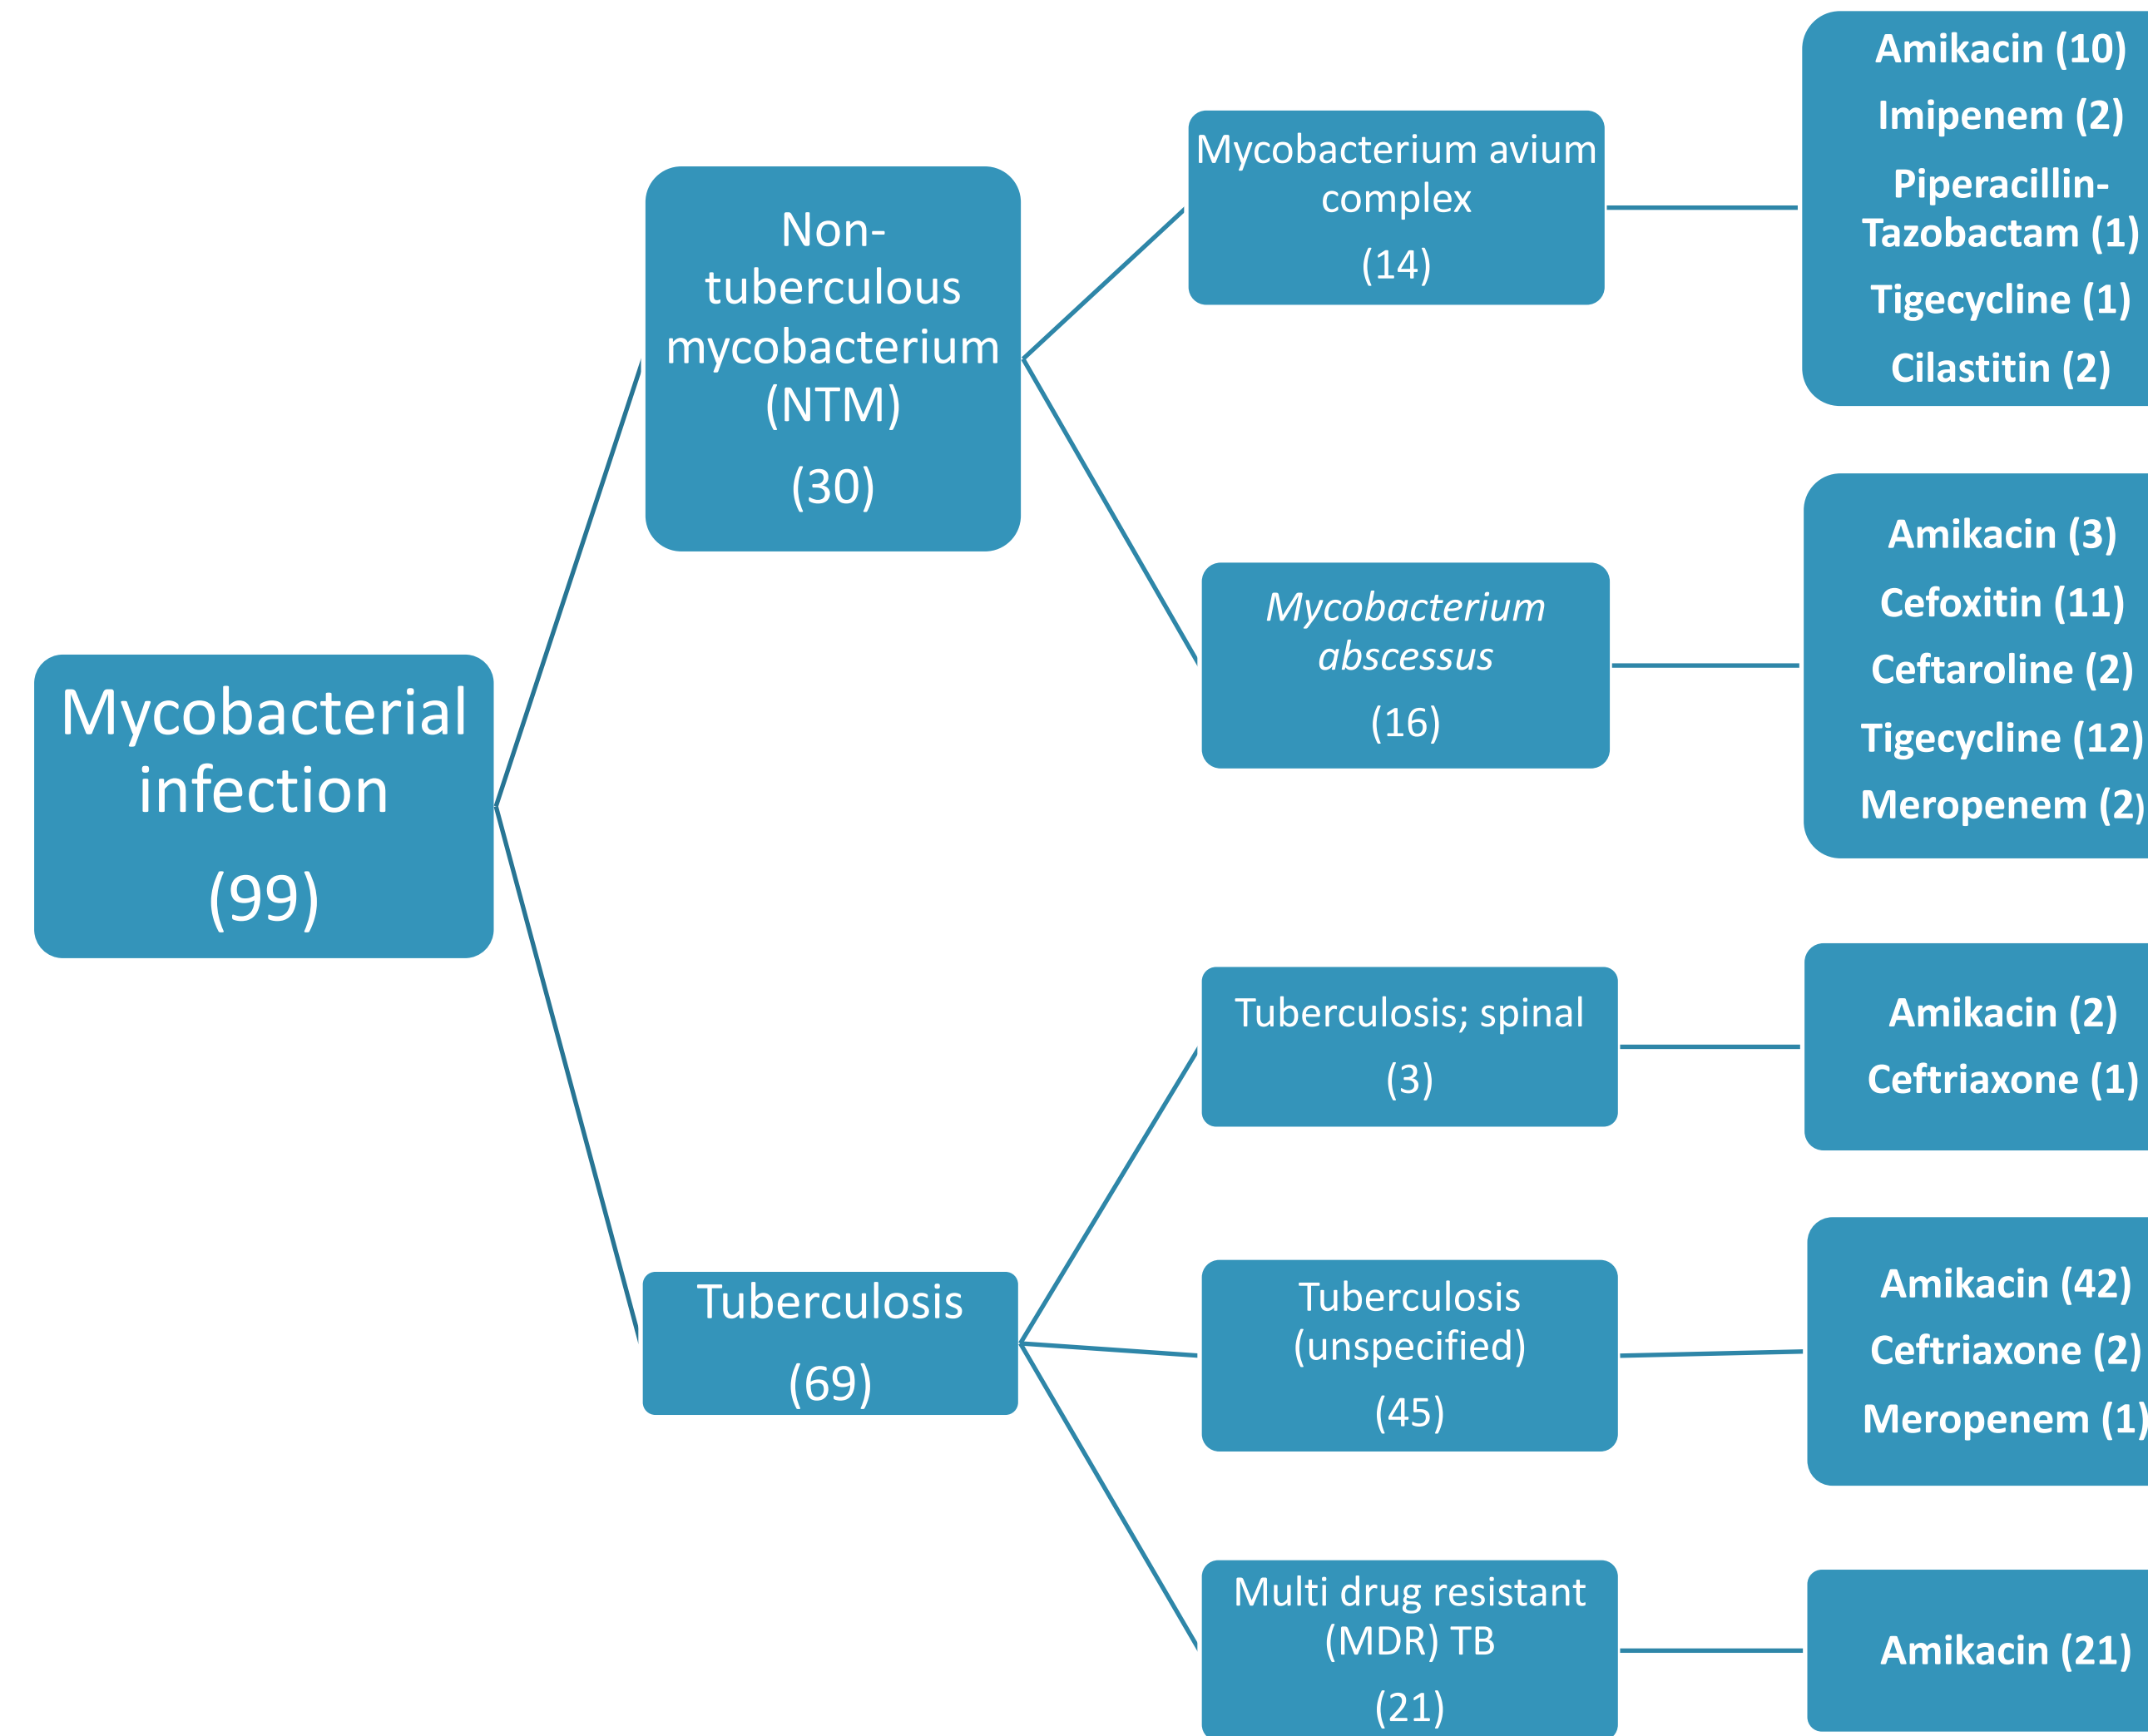 Mycobacterial
infection
(99)
Non-
tuberculous
mycobacterium
(NTM)
(30)
Tuberculosis
(69)
Mycobacterium avium
complex
(14)
Mycobacterium
abscessus
(16)
Tuberculosis; spinal
(3)
Tuberculosis
(unspecified)
(45)
Multi drug resistant
(MDR) TB
(21)
Amikacin (10)
Imipenem (2)
Piperacillin-
Tazobactam (1)
Tigecycline (1)
Cilastitin (2)
Amikacin (3)
Cefoxitin (11)
Ceftaroline (2)
Tigecycline (12)
Meropenem (2)
Amikacin (2)
Ceftriaxone (1)
Amikacin (42)
Ceftriaxone (2)
Meropenem (1)
Amikacin (21)